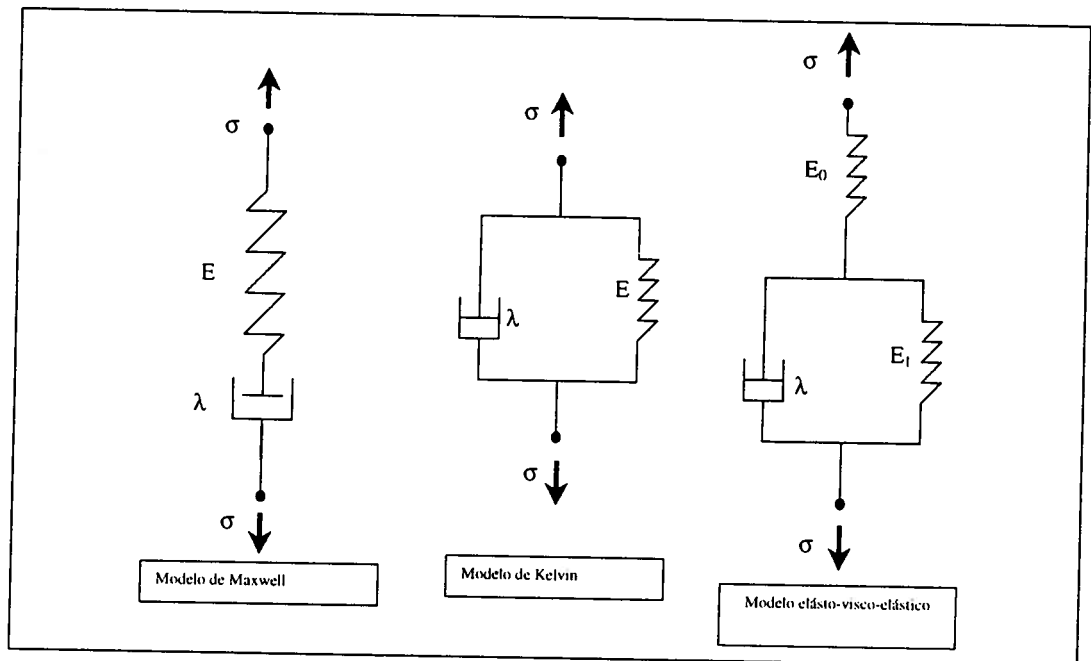 σ
E
λ
σ
Modelo de Maxwell
σ
λ
E
σ
Modelo de Kelvin
σ
E₀
λ
E₁
σ
Modelo elásto-visco-elástico